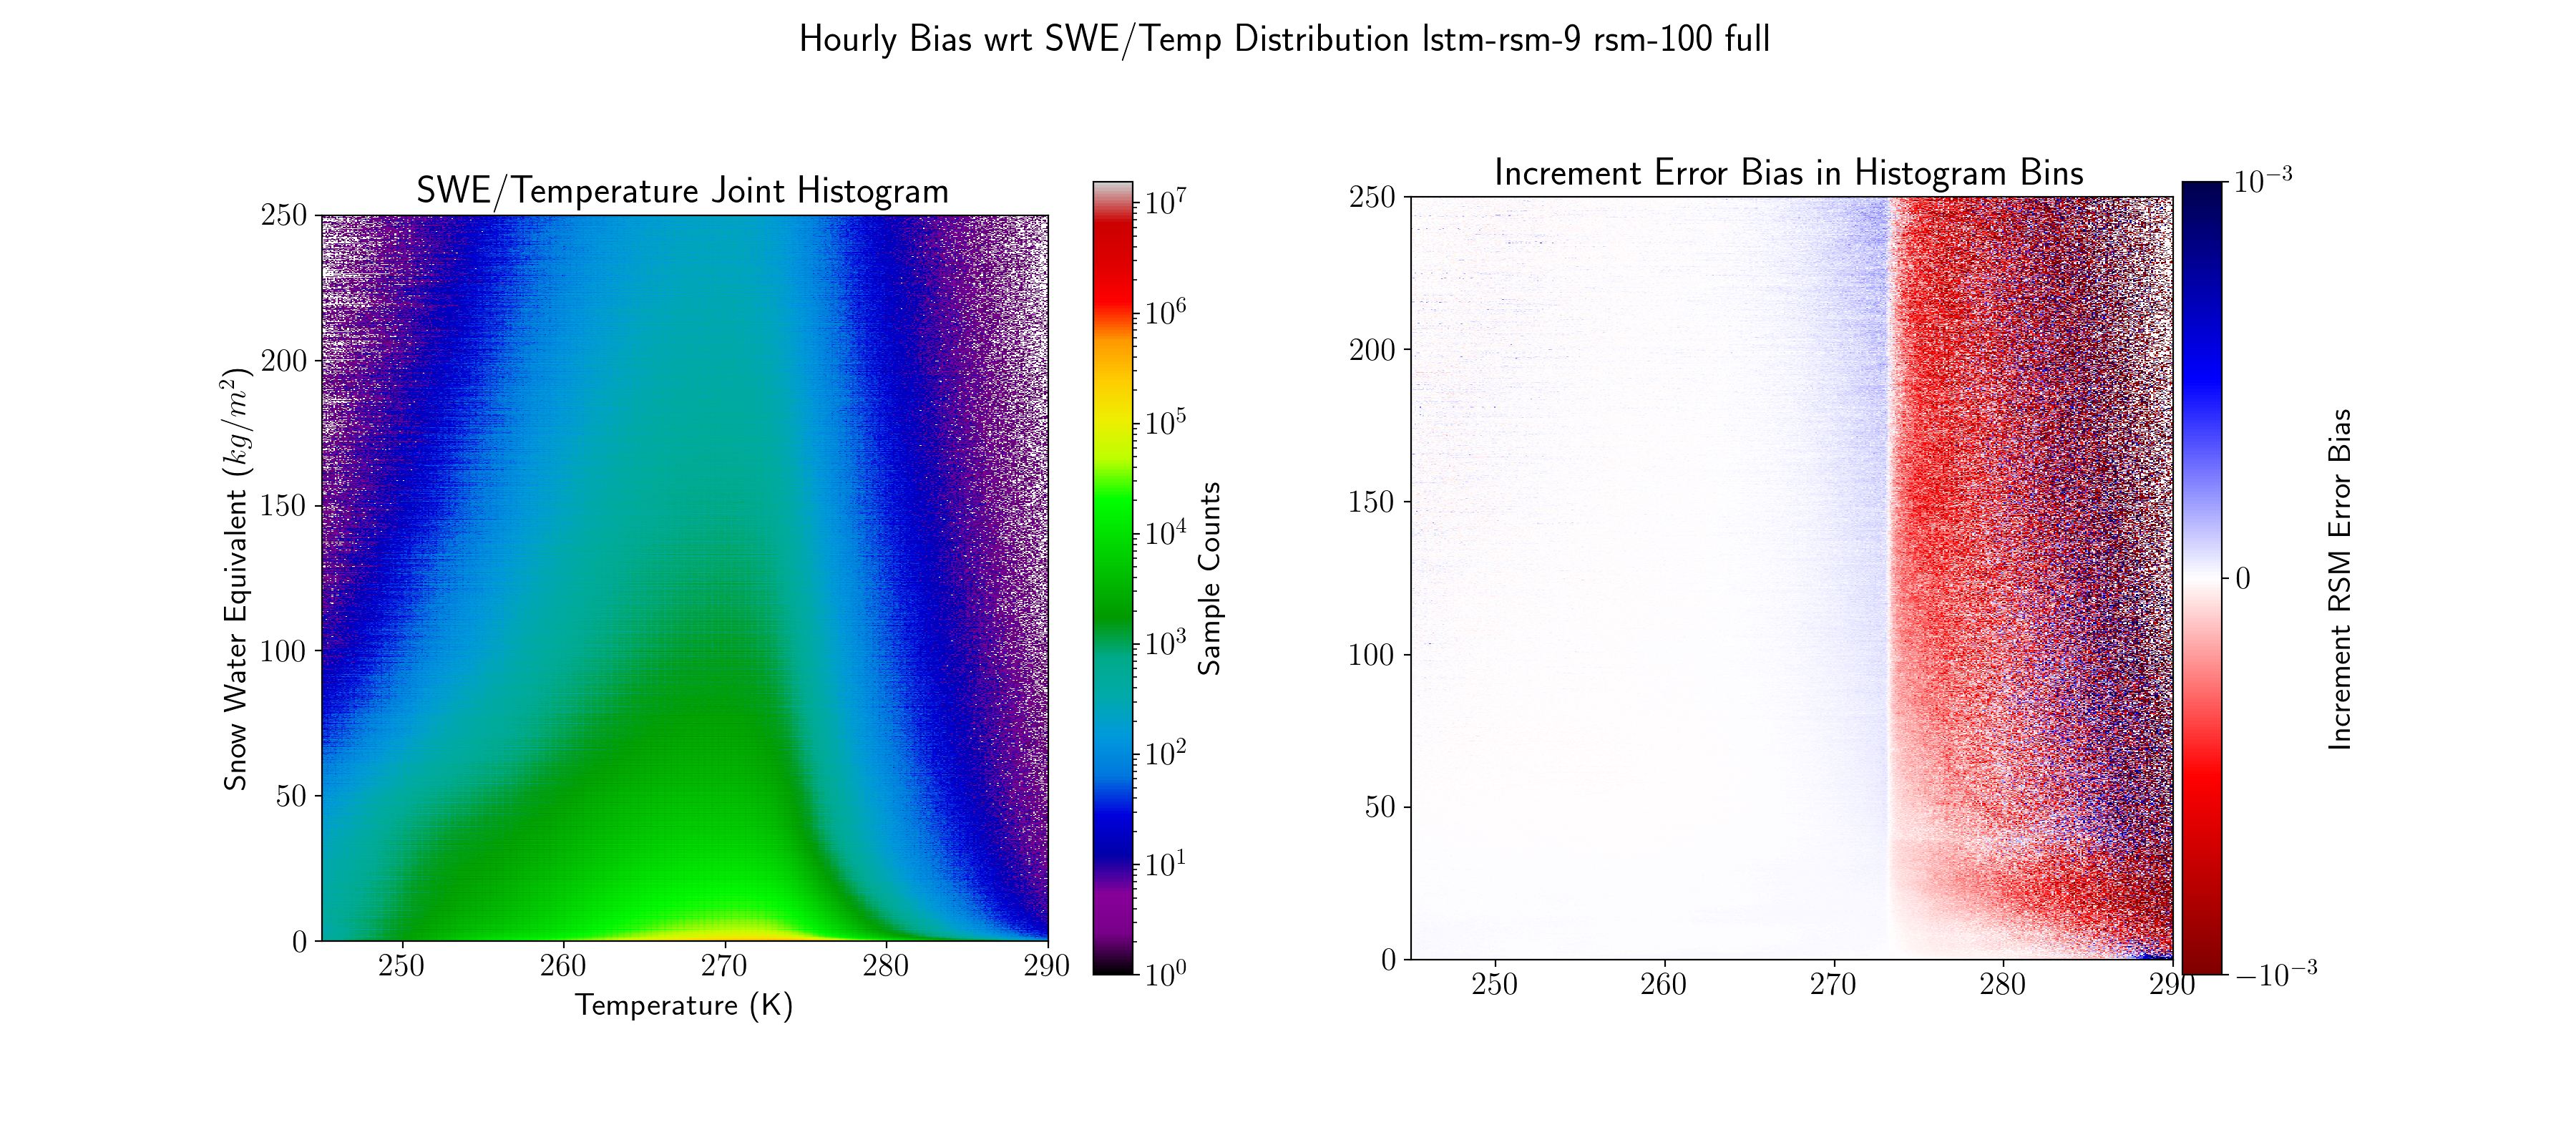 Hourly Bias wrt SWE/Temp Distribution lstm-rsm-9 rsm-100 full
SWE/Temperature Joint Histogram
250
200
150
100
50
0
Snow Water Equivalent (kg/m²)
250 260 270 280 290
Temperature (K)
10⁷
10⁶
10⁵
10⁴
10³
10²
10¹
10⁰
Sample Counts
Increment Error Bias in Histogram Bins
250
200
150
100
50
0
250 260 270 280 290
10⁻³
0
−10⁻³
Increment RSM Error Bias